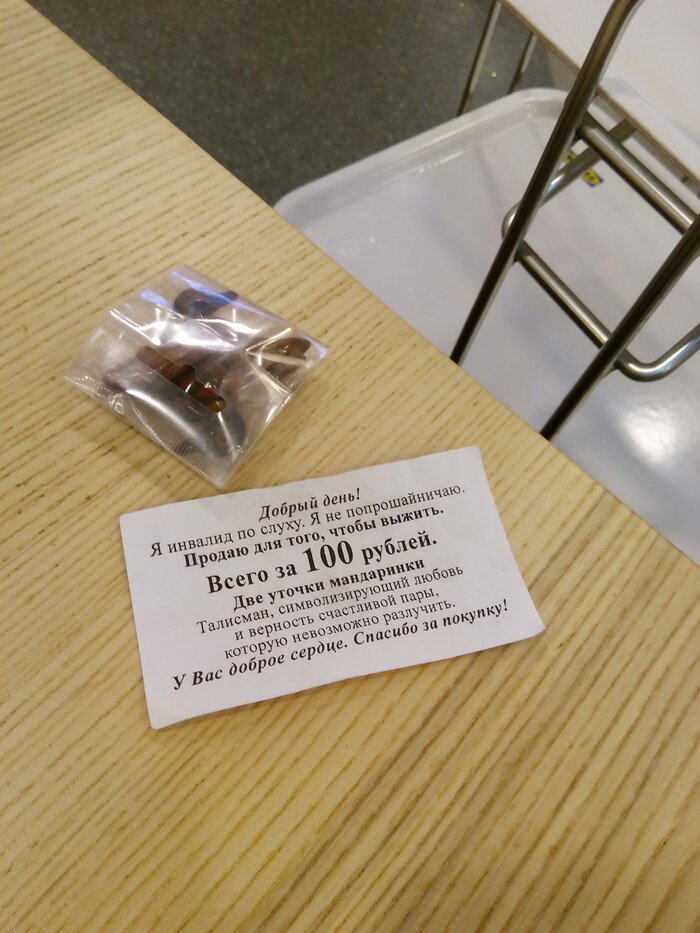 Добрый день!
Я инвалид по слуху. Я не попрошайничаю.
Продаю для того, чтобы выжить.
Всего за 100 рублей.
Две уточки мандаринки
Талисман, символизирующий любовь
и верность счастливой пары,
которую невозможно разлучить.
У Вас доброе сердце. Спасибо за покупку!